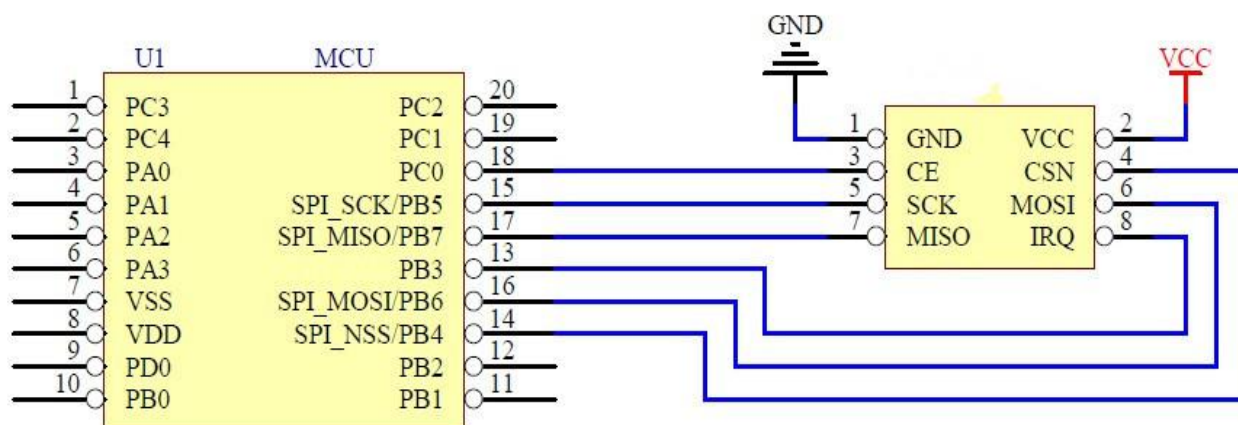 GND
U1 MCU VCC
1 PC3 PC2 20
2 PC4 PC1 19 1 GND VCC 2
3 PA0 PC0 18 3 CE CSN 4
4 PA1 SPI_SCK/PB5 15 5 SCK MOSI 6
5 PA2 SPI_MISO/PB7 17 7 MISO IRQ 8
6 PA3 PB3 13
7 VSS SPI_MOSI/PB6 16
8 VDD SPI_NSS/PB4 14
9 PD0 PB2 12
10 PB0 PB1 11